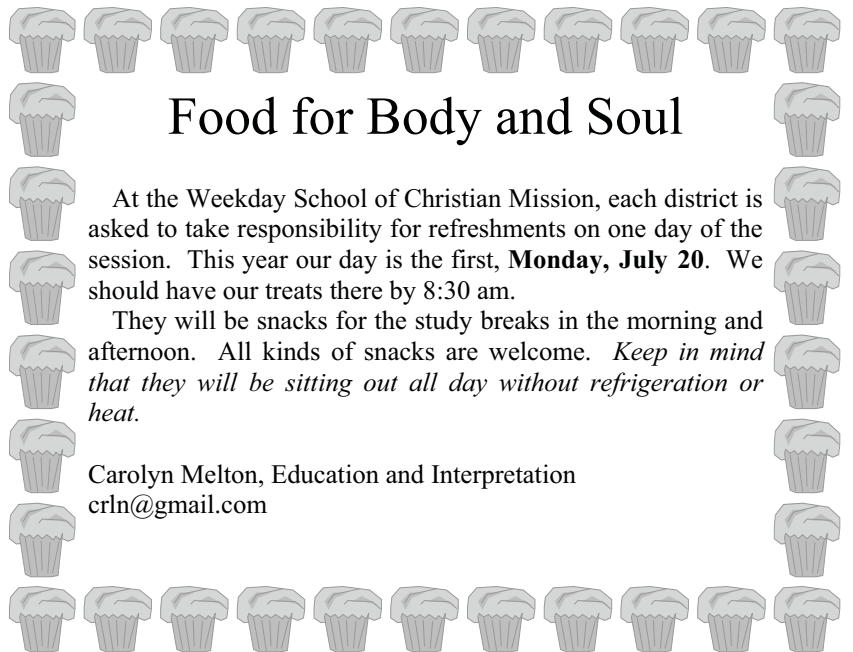 Food for Body and Soul
At the Weekday School of Christian Mission, each district is
asked to take responsibility for refreshments on one day of the
session.  This year our day is the first, Monday, July 20.  We
should have our treats there by 8:30 am.
They will be snacks for the study breaks in the morning and
afternoon.  All kinds of snacks are welcome.  Keep in mind
that they will be sitting out all day without refrigeration or
heat.
Carolyn Melton, Education and Interpretation
crln@gmail.com